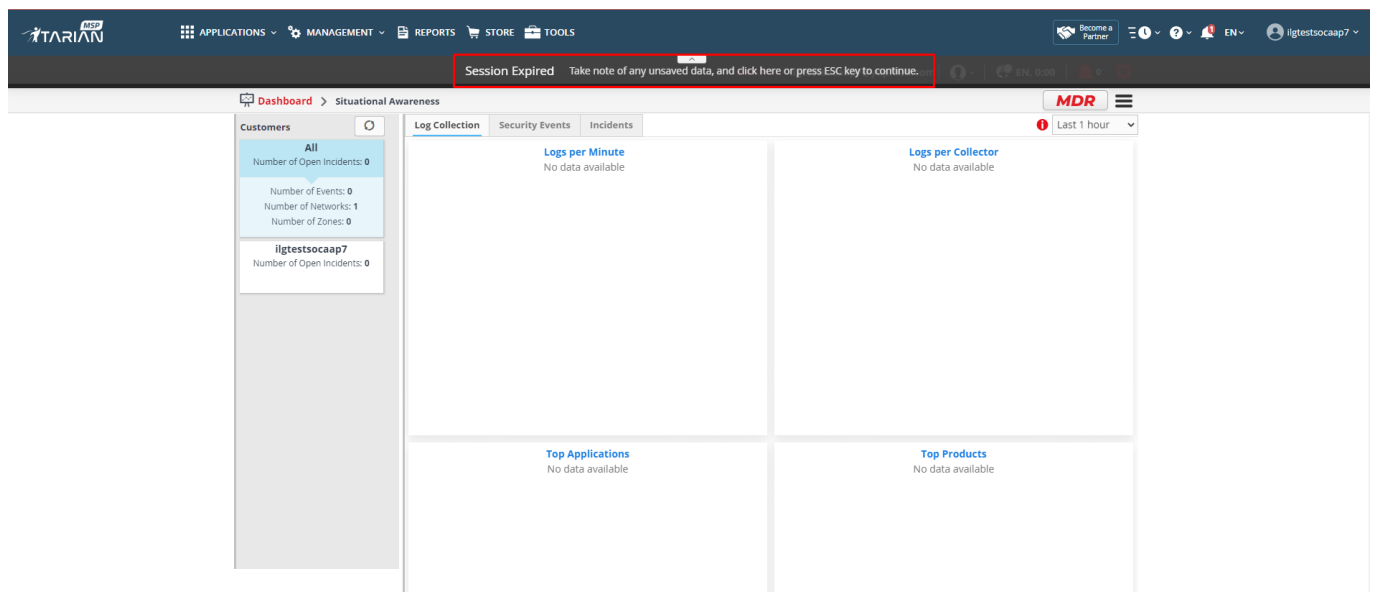 ITARIAN MSP
APPLICATIONS MANAGEMENT REPORTS STORE TOOLS Become a Partner EN ilgtestsocaap7
Session Expired Take note of any unsaved data, and click here or press ESC key to continue. EN, 0:00
Dashboard > Situational Awareness MDR
Customers Log Collection Security Events Incidents Last 1 hour
All
Number of Open Incidents: 0
Number of Events: 0
Number of Networks: 1
Number of Zones: 0
ilgtestsocaap7
Number of Open Incidents: 0
Logs per Minute
No data available
Logs per Collector
No data available
Top Applications
No data available
Top Products
No data available